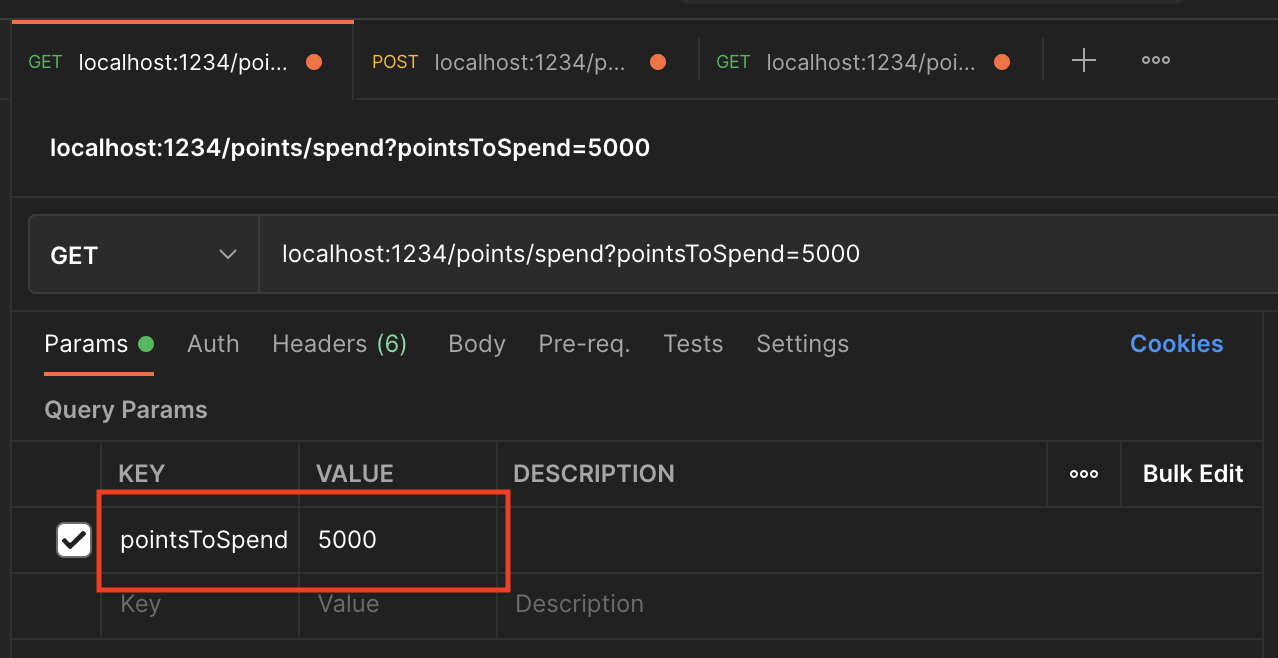 GET localhost:1234/poi... POST localhost:1234/p... GET localhost:1234/poi...
localhost:1234/points/spend?pointsToSpend=5000
GET localhost:1234/points/spend?pointsToSpend=5000
Params Auth Headers (6) Body Pre-req. Tests Settings Cookies
Query Params
KEY VALUE DESCRIPTION Bulk Edit
pointsToSpend 5000
Key Value Description